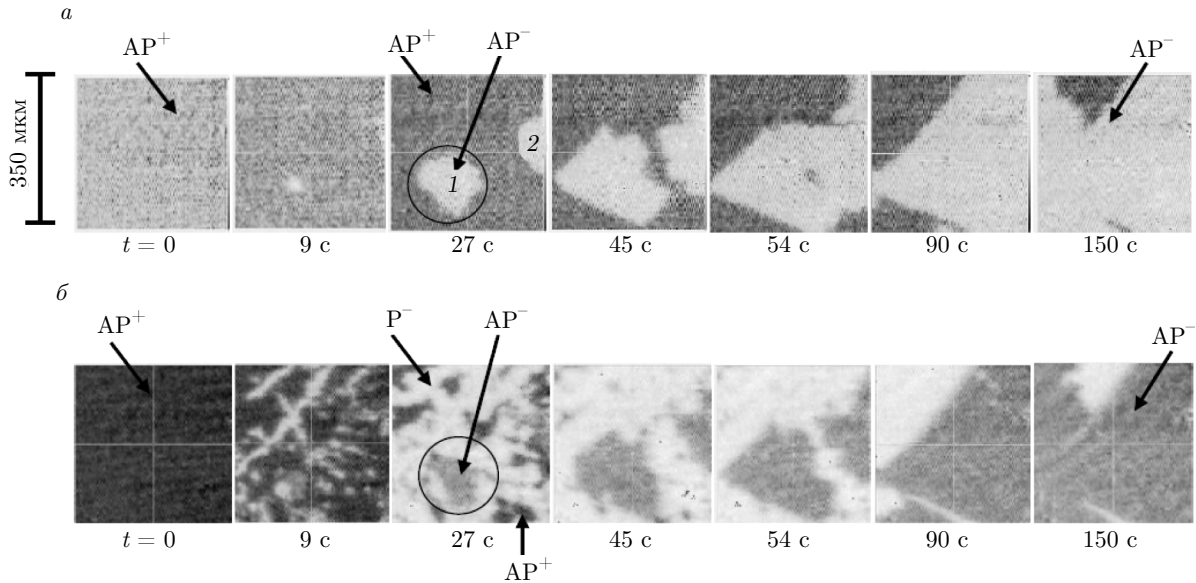 а
AP⁺
AP⁺ AP⁻
AP⁻
350 мкм
1
2
t = 0 9 с 27 с 45 с 54 с 90 с 150 с
б
AP⁺
P⁻ AP⁻
AP⁻
t = 0 9 с 27 с 45 с 54 с 90 с 150 с
AP⁺